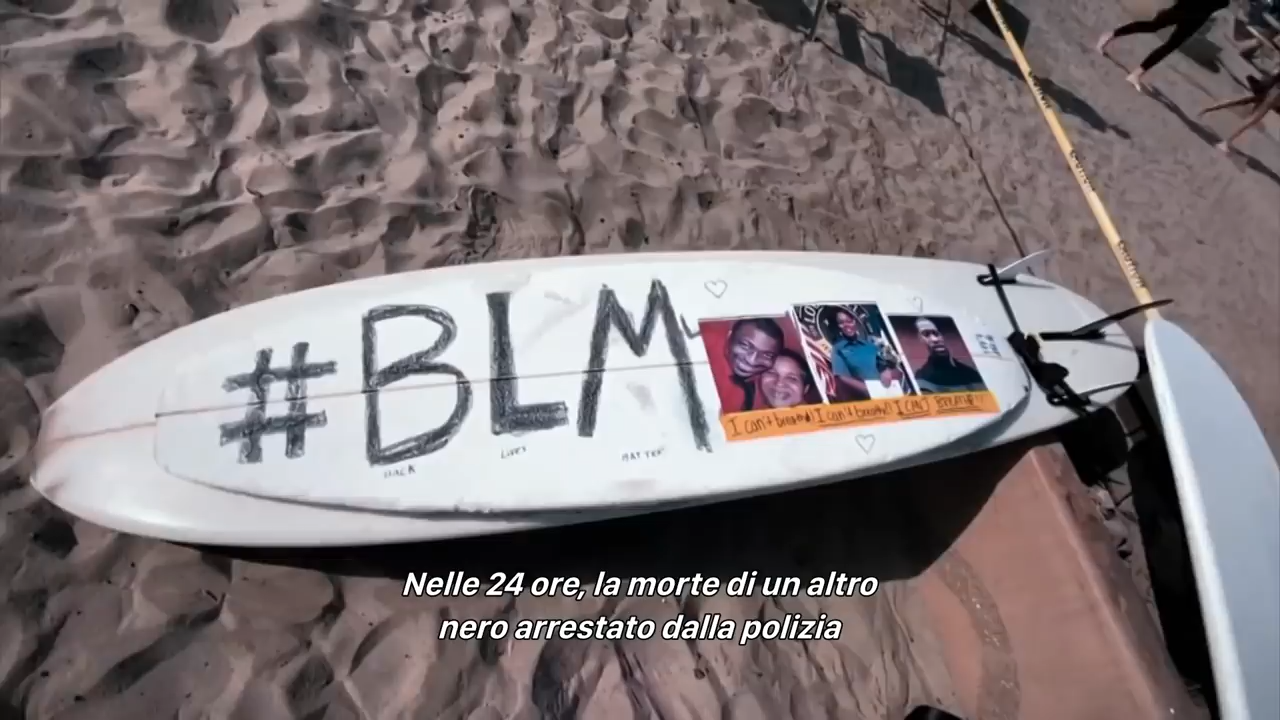 #BLM
BLACK
LIVES
MATTER
I can't breathe!! I can't breathe!! I CAN'T BREATHE!!
Nelle 24 ore, la morte di un altro
nero arrestato dalla polizia